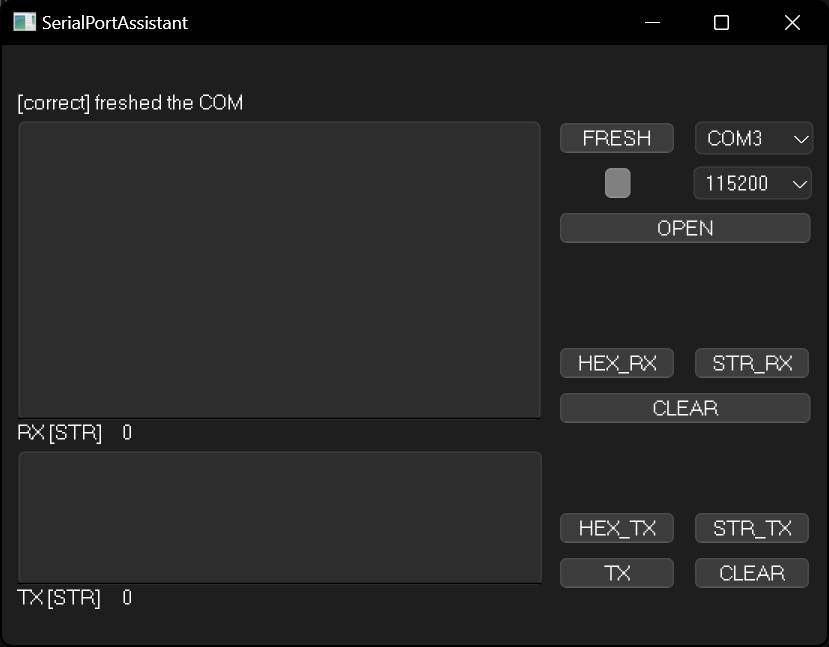 SerialPortAssistant
[correct] freshed the COM
FRESH
COM3
115200
OPEN
HEX_RX
STR_RX
CLEAR
RX [STR] 0
HEX_TX
STR_TX
TX
CLEAR
TX [STR] 0